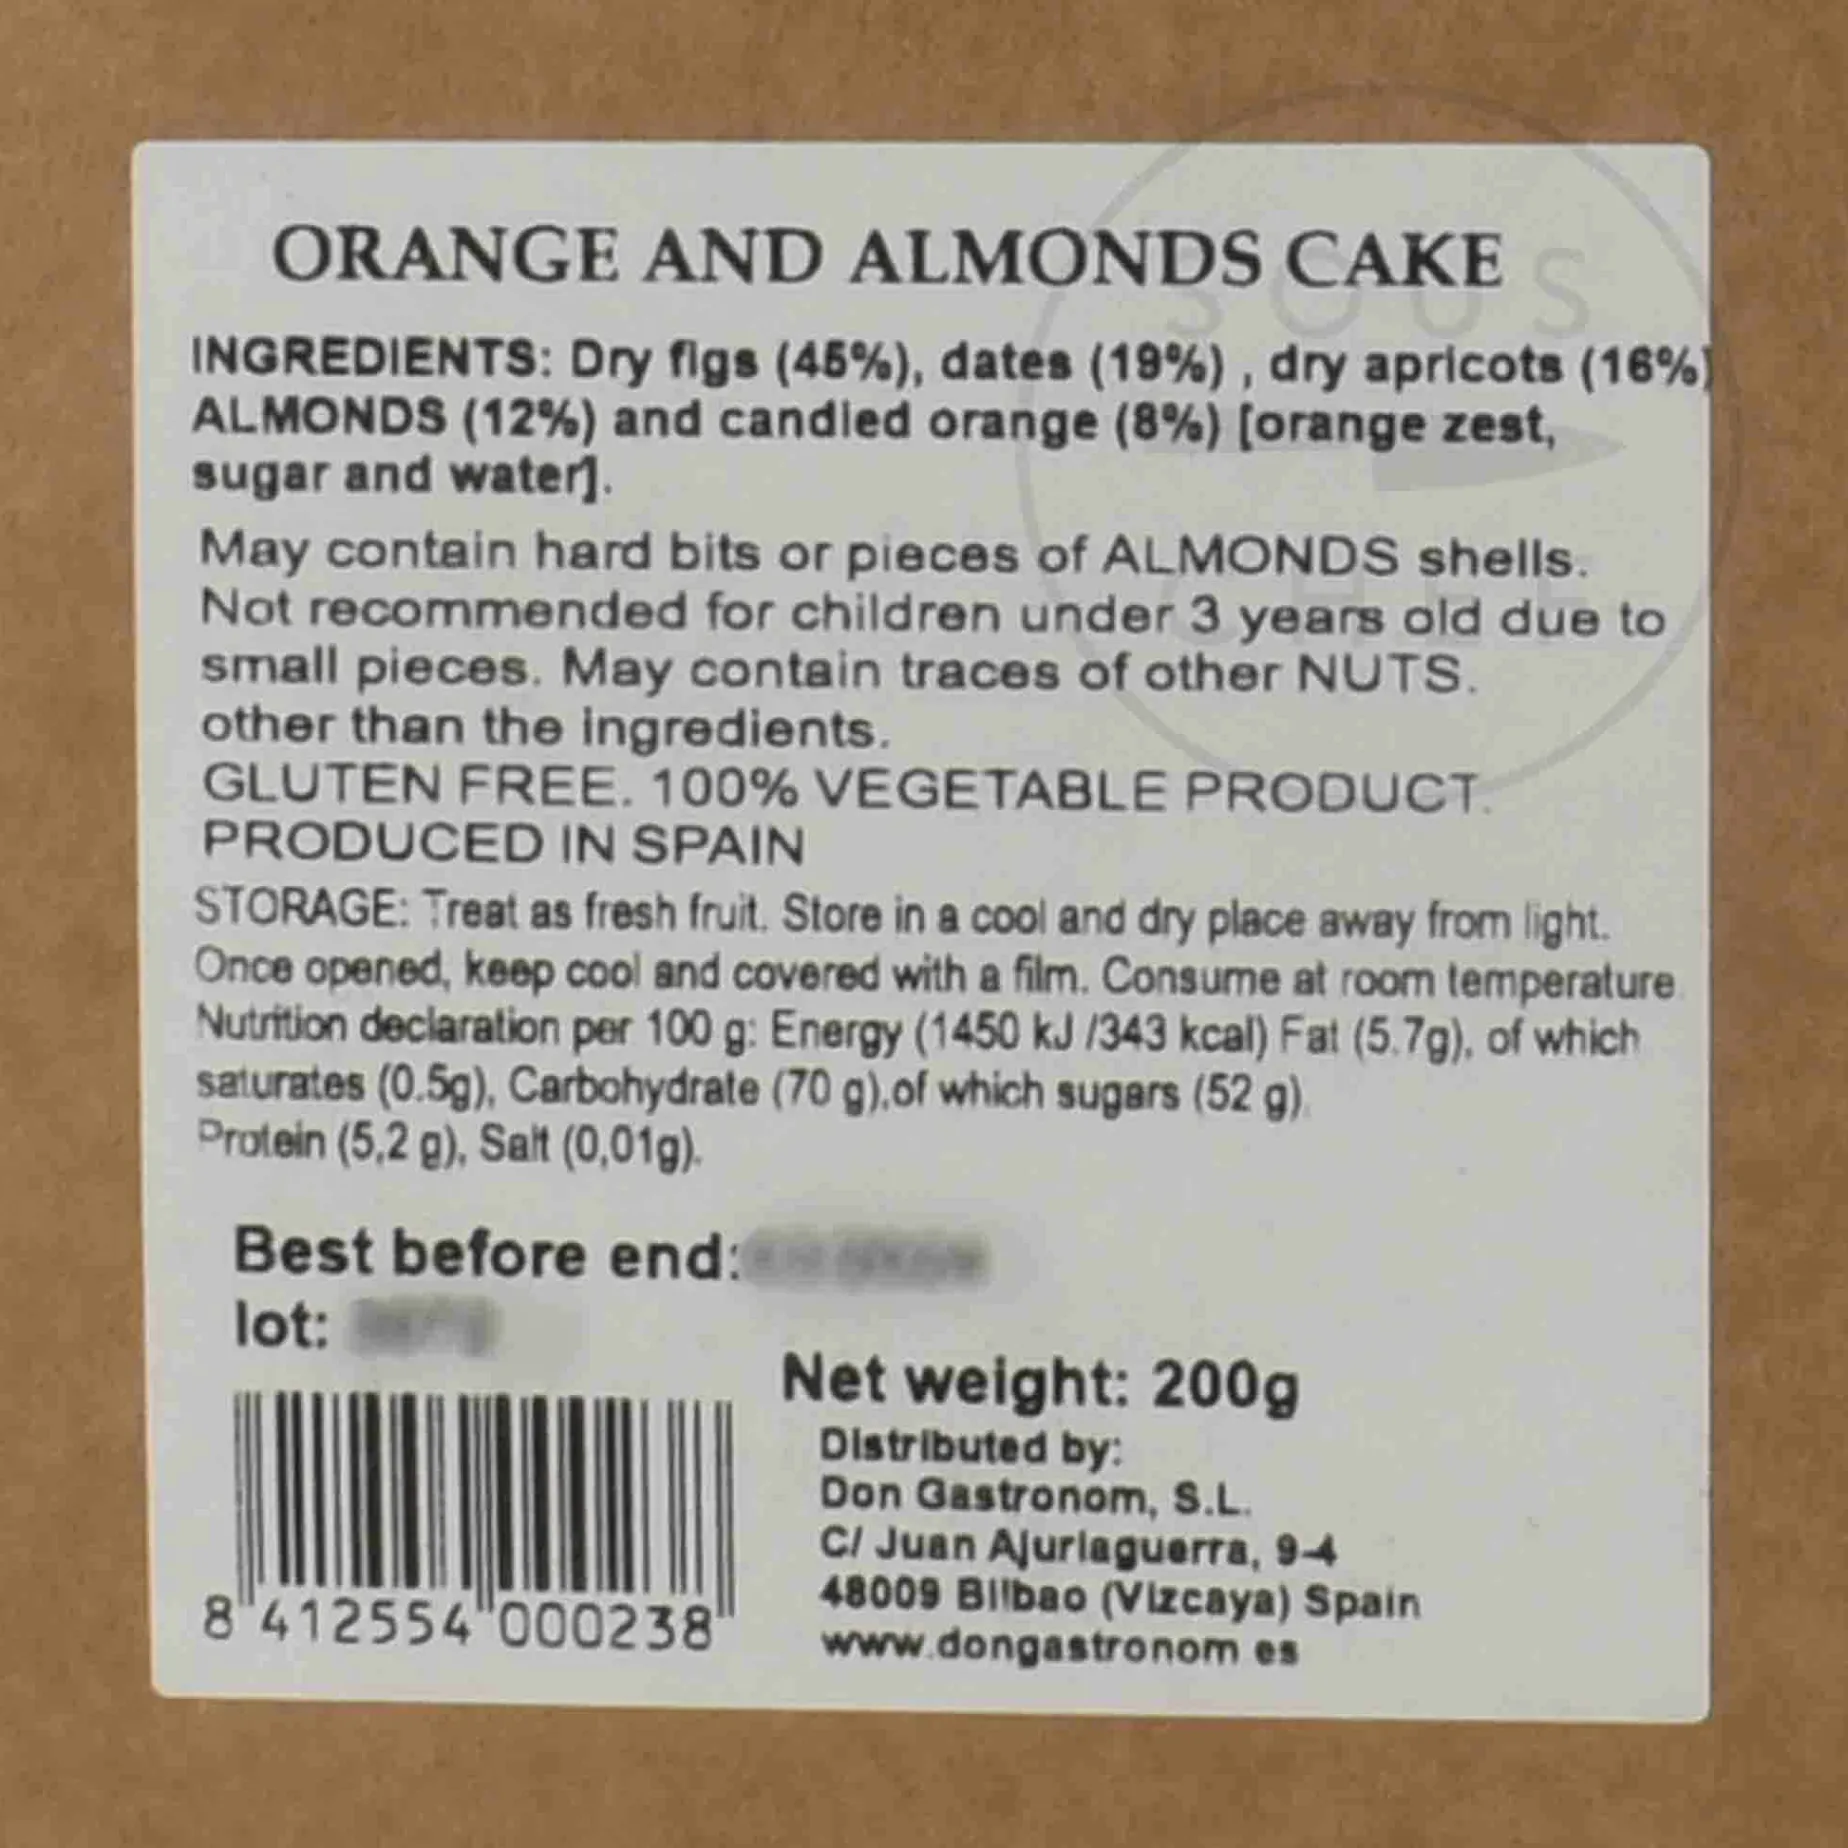 ORANGE AND ALMONDS CAKE
INGREDIENTS: Dry figs (45%), dates (19%) , dry apricots (16%)
ALMONDS (12%) and candied orange (8%) [orange zest,
sugar and water].
May contain hard bits or pieces of ALMONDS shells.
Not recommended for children under 3 years old due to
small pieces. May contain traces of other NUTS.
other than the ingredients.
GLUTEN FREE. 100% VEGETABLE PRODUCT.
PRODUCED IN SPAIN
STORAGE: Treat as fresh fruit. Store in a cool and dry place away from light.
Once opened, keep cool and covered with a film. Consume at room temperature
Nutrition declaration per 100 g: Energy (1450 kJ /343 kcal) Fat (5.7g), of which
saturates (0.5g), Carbohydrate (70 g),of which sugars (52 g)
Protein (5,2 g), Salt (0,01g).
Best before end:
lot:
8 412554 000238
Net weight: 200g
Distributed by:
Don Gastronom, S.L.
C/ Juan Ajuriaguerra, 9-4
48009 Bilbao (Vizcaya) Spain
www.dongastronom es
SOUS
CHEF